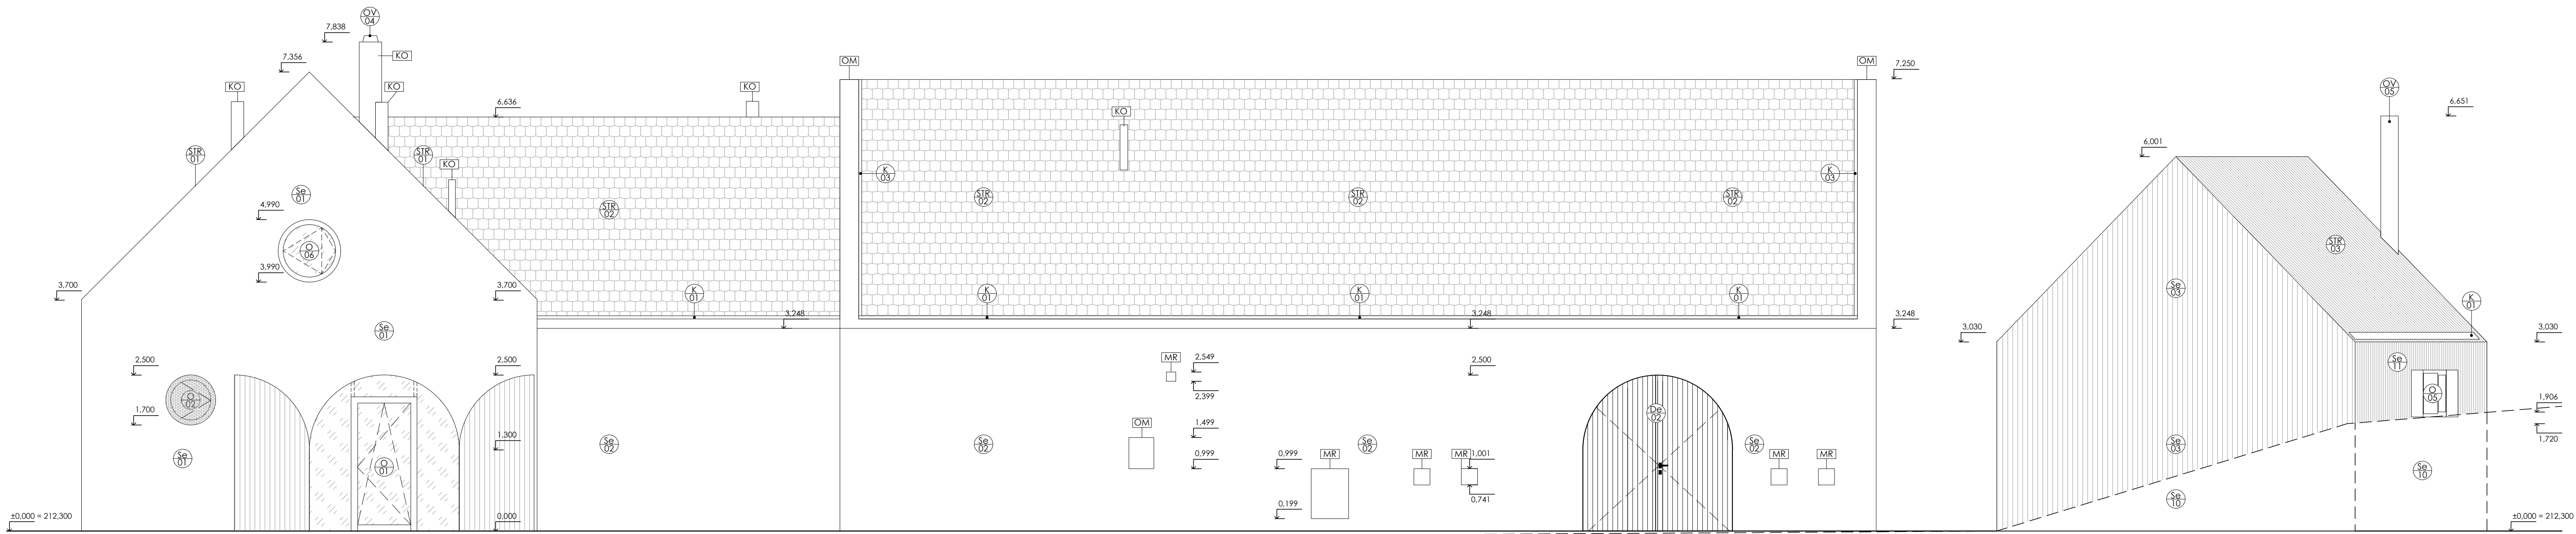 OV
04
7,838
KO
7,356
KO
KO
KO
OM
OM
7,250
OV
05
6,651
6,636
KO
STR
01
STR
01
KO
6,001
K
03
K
03
Se
01
4,990
STR
02
STR
02
STR
02
STR
02
O
06
3,990
STR
03
3,700
3,700
K
01
K
01
K
01
K
01
Se
03
K
01
3,248
3,248
3,248
Se
01
3,030
3,030
2,500
2,500
MR
2,549
2,399
2,500
Se
11
O
02
1,700
De
02
O
05
1,906
1,720
OM
1,499
1,300
Se
02
Se
02
Se
02
Se
02
Se
03
Se
01
O
01
0,999
0,999
MR
MR
MR
1,001
MR
MR
Se
10
0,741
0,199
Se
10
±0,000 = 212,300
0,000
±0,000 = 212,300